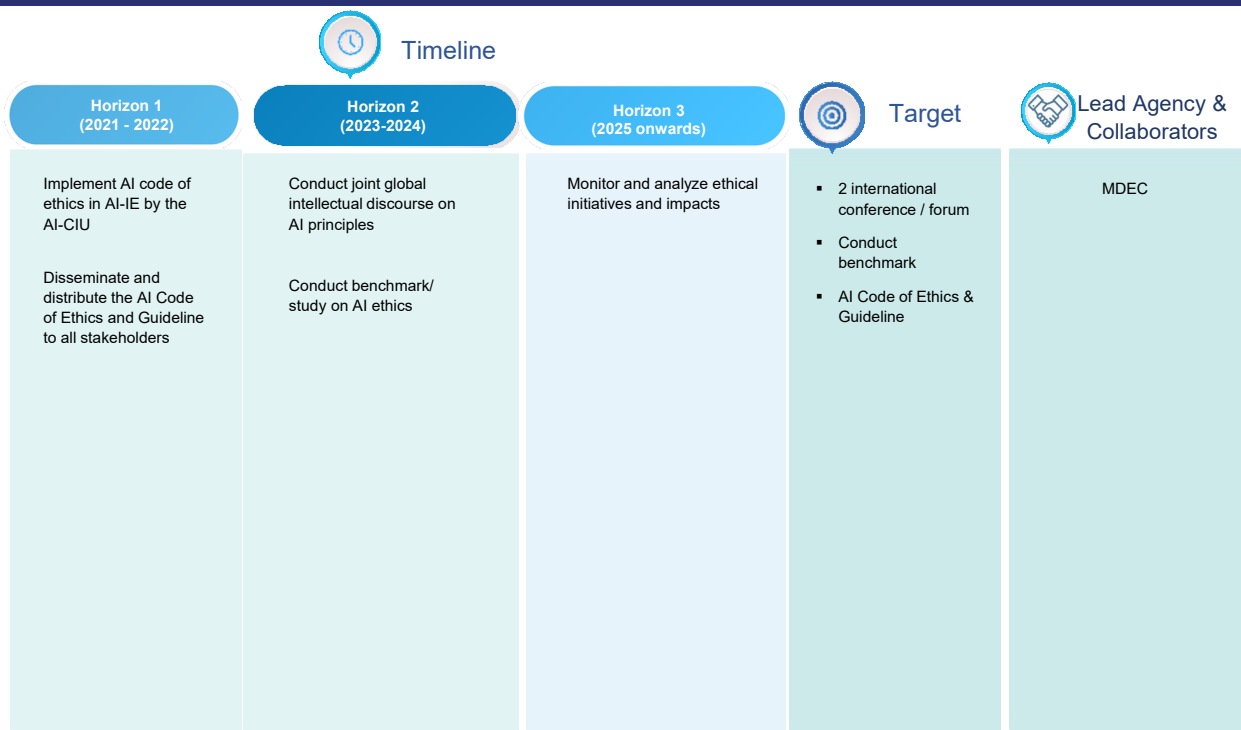 Timeline
Horizon 1
(2021 - 2022)
Horizon 2
(2023-2024)
Horizon 3
(2025 onwards)
Target
Lead Agency &
Collaborators
Implement AI code of
ethics in AI-IE by the
AI-CIU
Disseminate and
distribute the AI Code
of Ethics and Guideline
to all stakeholders
Conduct joint global
intellectual discourse on
AI principles
Conduct benchmark/
study on AI ethics
Monitor and analyze ethical
initiatives and impacts
▪ 2 international
conference / forum
▪ Conduct
benchmark
▪ AI Code of Ethics &
Guideline
MDEC